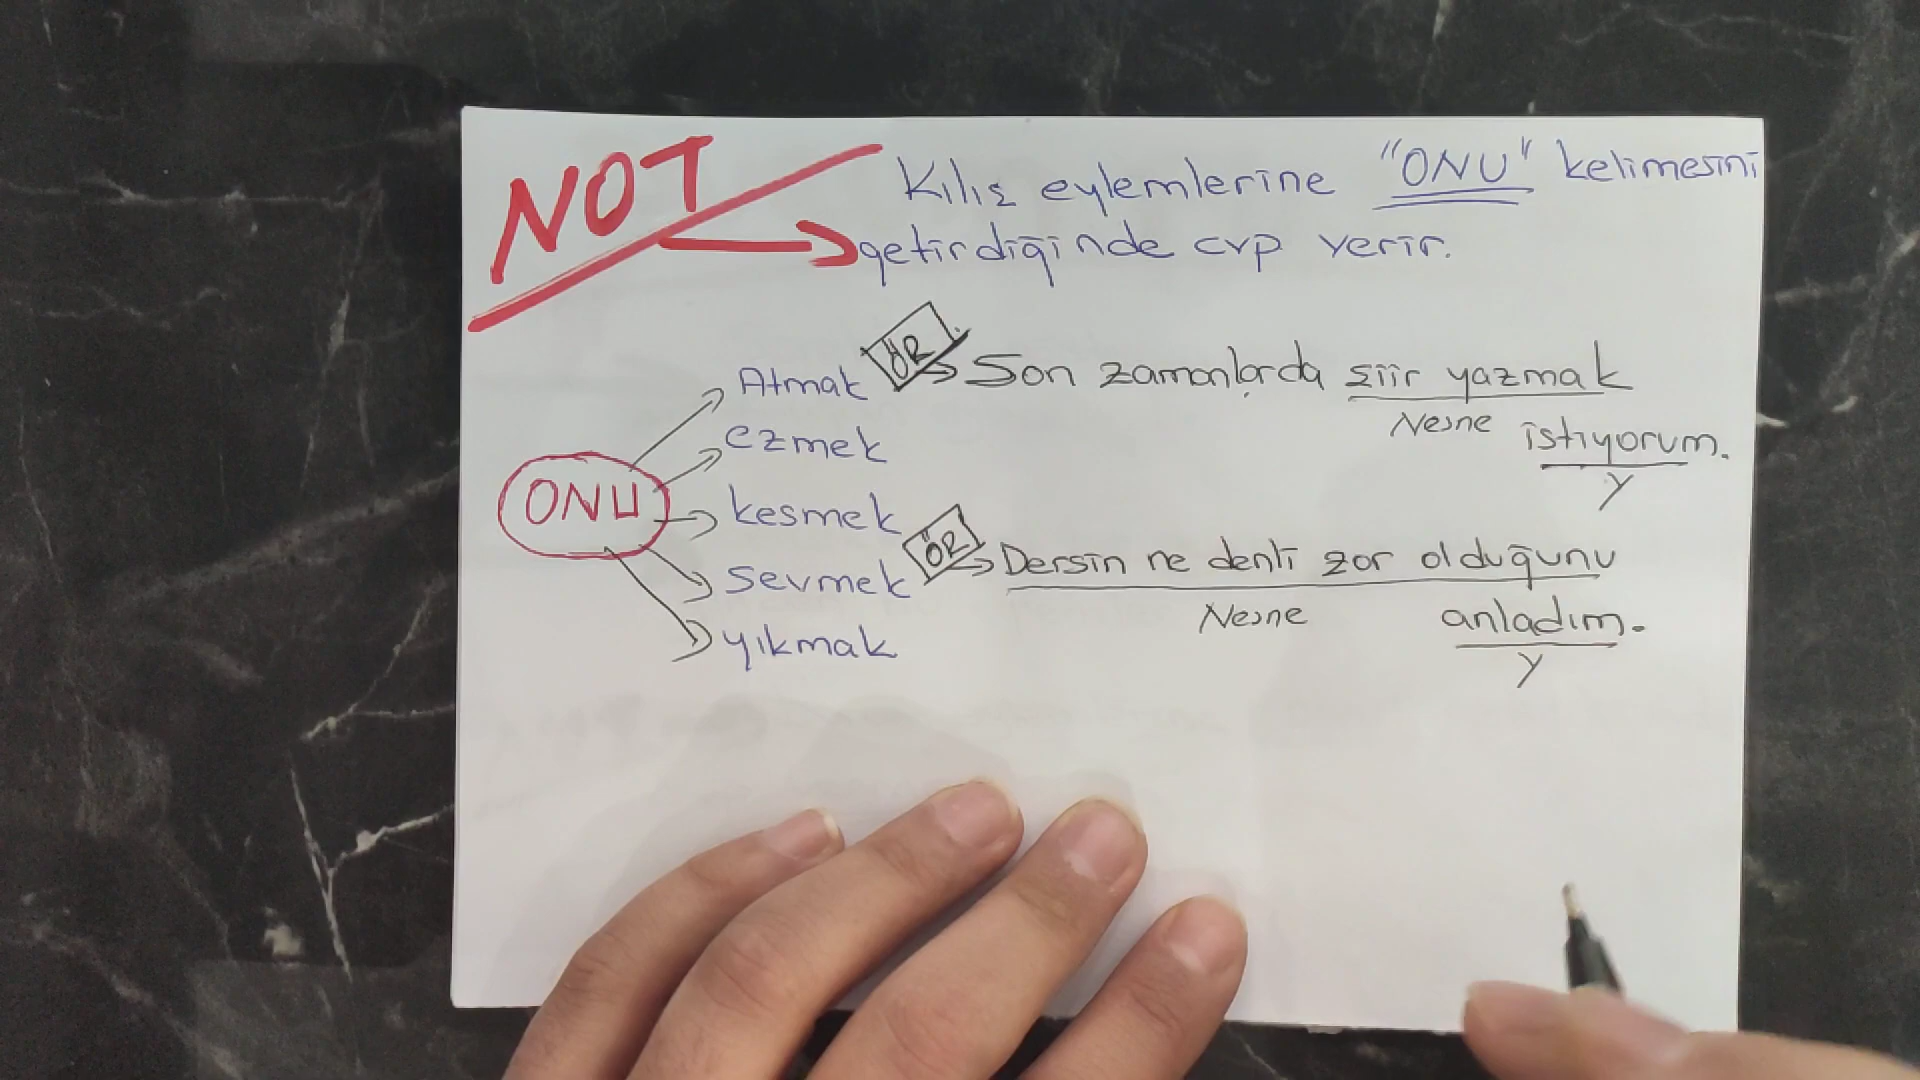 NOT
Kılış eylemlerine "ONU" kelimesini
getirdiğinde cvp verir.
ONU
Atmak
ezmek
kesmek
sevmek
yıkmak
ÖR Son zamanlarda şiir yazmak
Nesne
istiyorum.
Y
ÖR Dersin ne denli zor olduğunu
Nesne
anladım.
Y